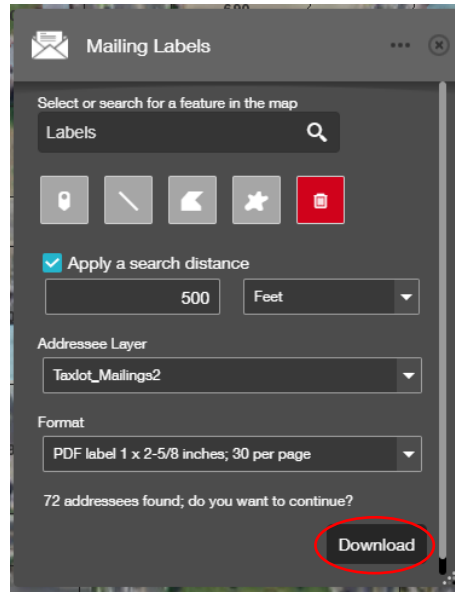 Mailing Labels
Select or search for a feature in the map
Labels
Apply a search distance
500 Feet
Addressee Layer
Taxlot_Mailings2
Format
PDF label 1 x 2-5/8 inches; 30 per page
72 addressees found; do you want to continue?
Download